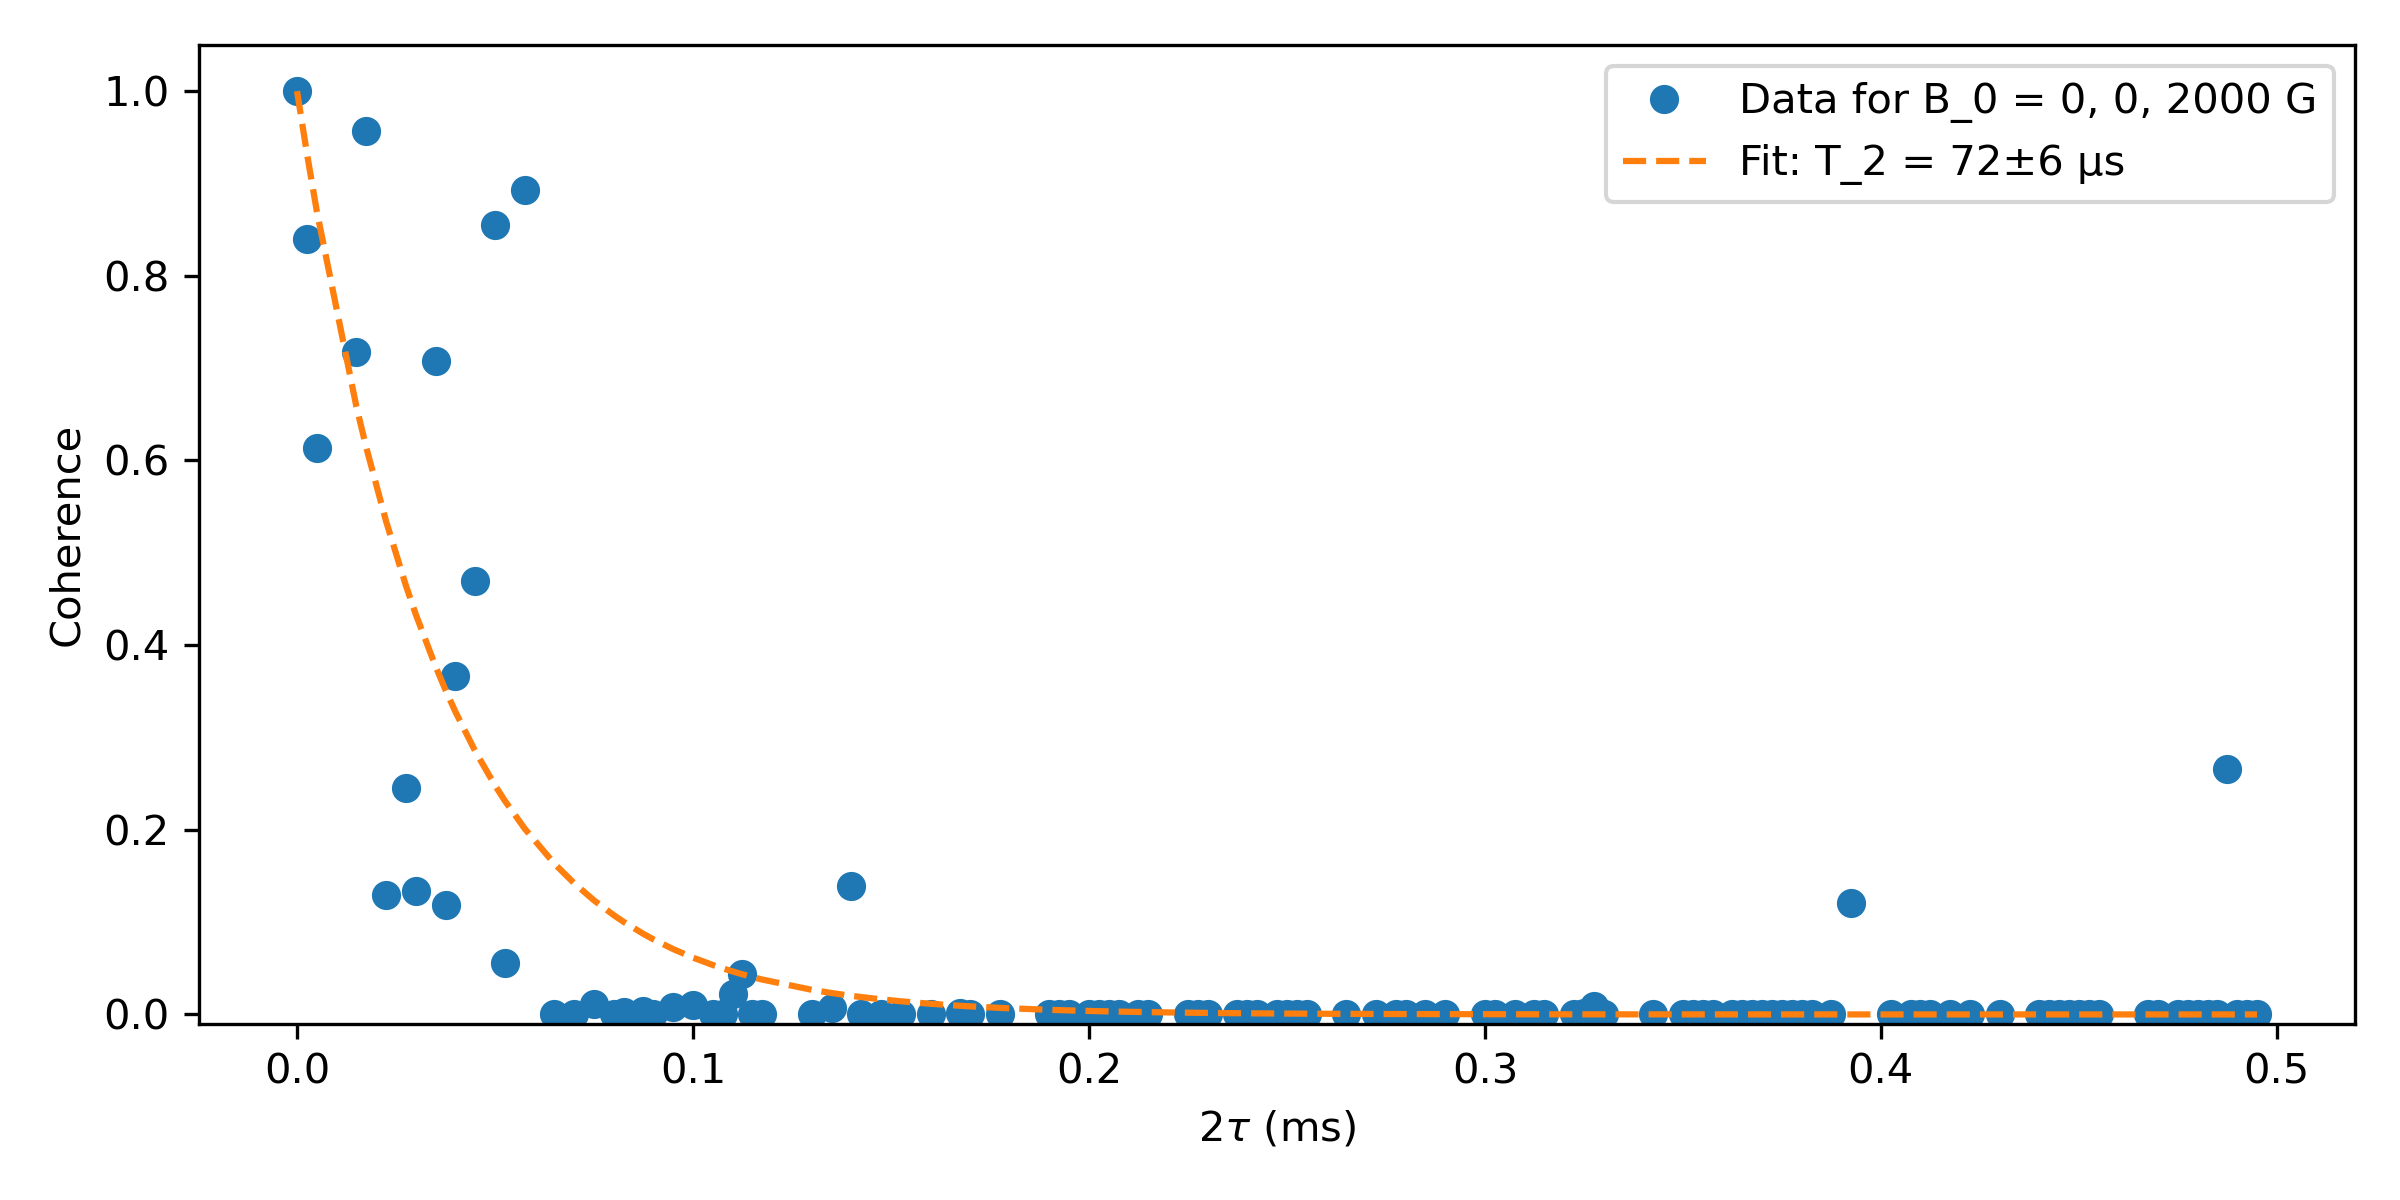 Data for B_0 = 0, 0, 2000 G
Fit: T_2 = 72±6 µs
Coherence
1.0
0.8
0.6
0.4
0.2
0.0
0.0 0.1 0.2 0.3 0.4 0.5
2τ (ms)